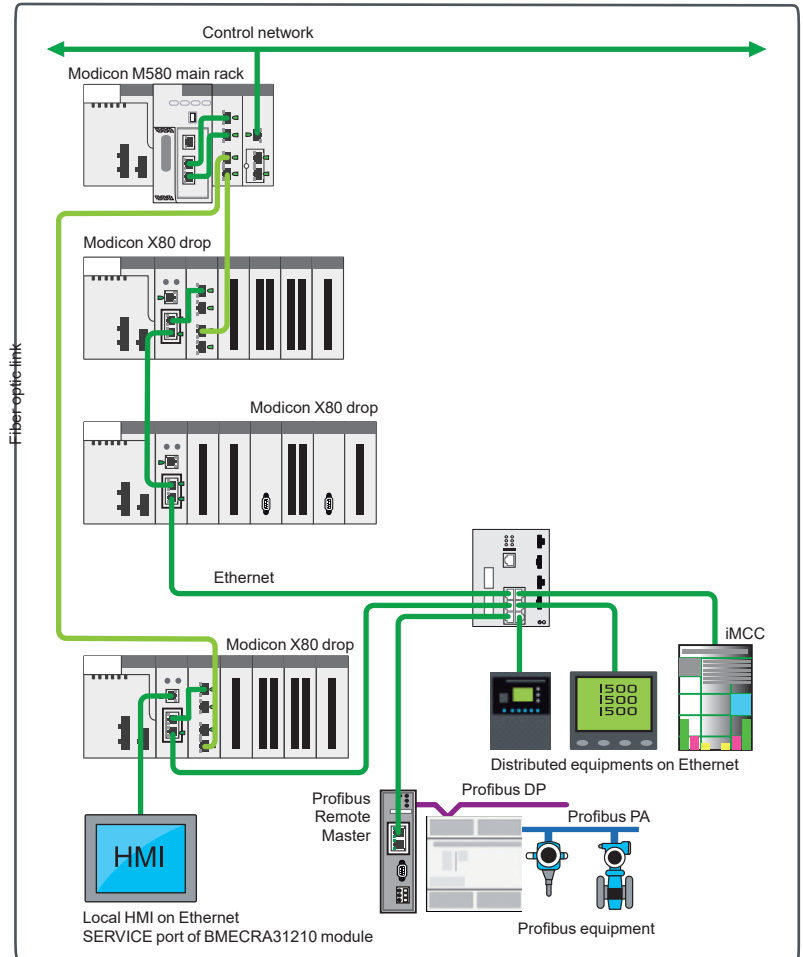 Control network
Modicon M580 main rack
Modicon X80 drop
Fiber optic link
Modicon X80 drop
Ethernet
Modicon X80 drop
iMCC
1500
1500
1500
Distributed equipments on Ethernet
Profibus
Remote
Master
Profibus DP
Profibus PA
HMI
Local HMI on Ethernet
SERVICE port of BMECRA31210 module
Profibus equipment